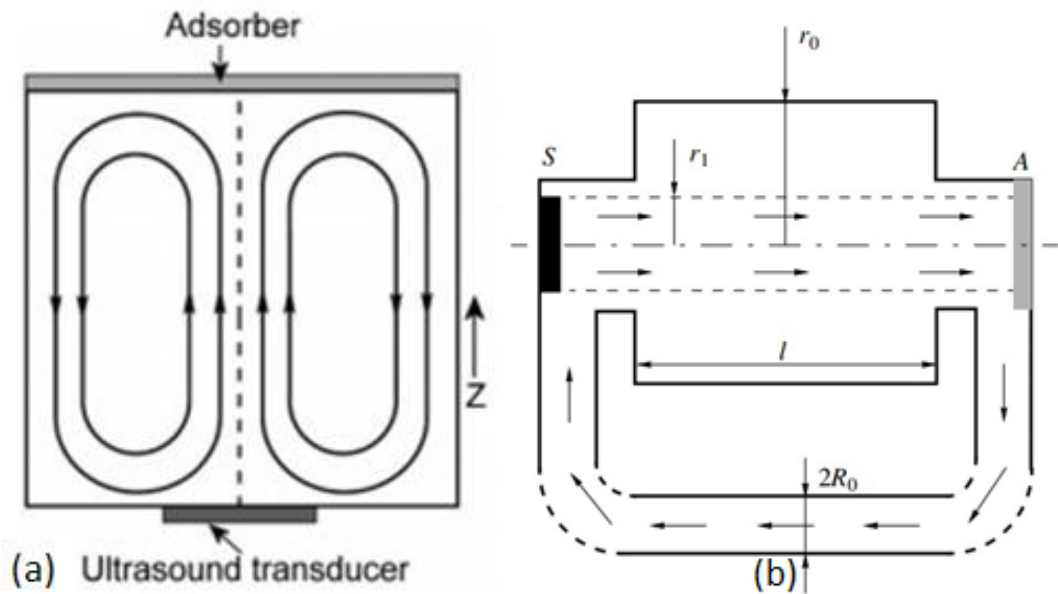 Adsorber
Z
Ultrasound transducer
(a)
r₀
r₁
S
A
l
2R₀
(b)